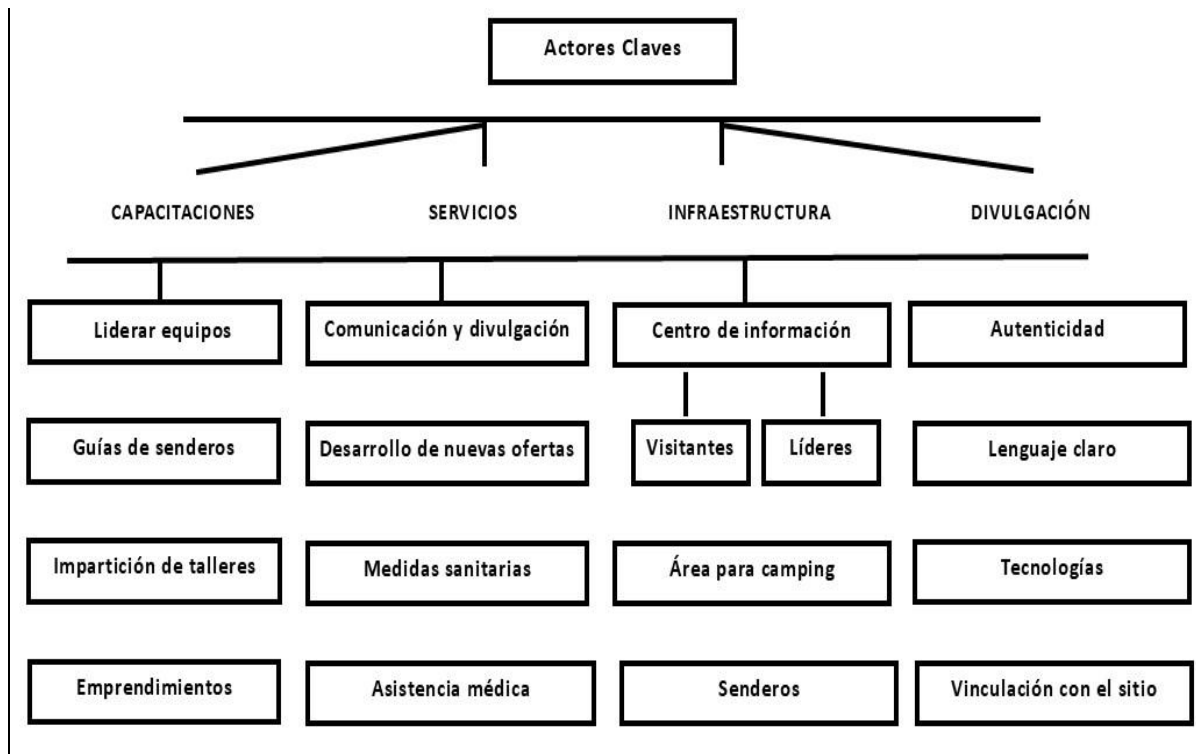 Actores Claves
CAPACITACIONES
SERVICIOS
INFRAESTRUCTURA
DIVULGACIÓN
Liderar equipos
Comunicación y divulgación
Centro de información
Autenticidad
Guías de senderos
Desarrollo de nuevas ofertas
Visitantes
Líderes
Lenguaje claro
Impartición de talleres
Medidas sanitarias
Área para camping
Tecnologías
Emprendimientos
Asistencia médica
Senderos
Vinculación con el sitio